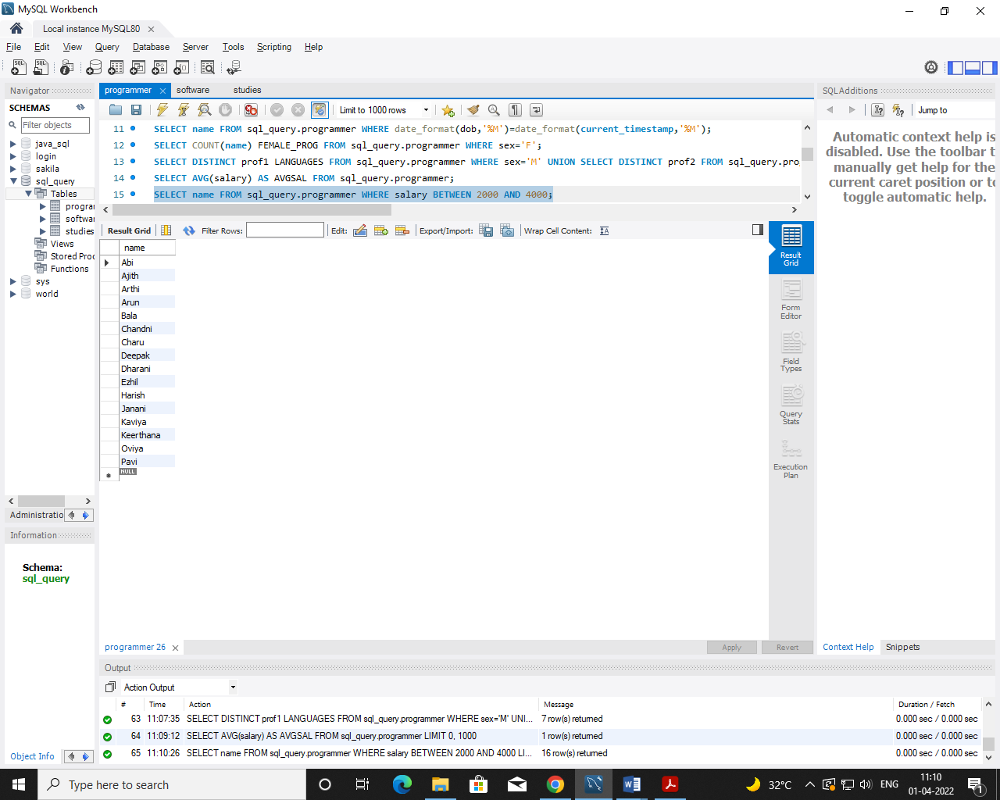 MySQL Workbench
Local instance MySQL80
File Edit View Query Database Server Tools Scripting Help
Navigator
SCHEMAS
Filter objects
java_sql
login
sakila
sql_query
Tables
prograr
softwar
studies
Views
Stored Proc
Functions
sys
world
Administratio
Information
Schema:
sql_query
Object Info
programmer software studies
Limit to 1000 rows
11 SELECT name FROM sql_query.programmer WHERE date_format(dob,'%M')=date_format(current_timestamp,'%M');
12 SELECT COUNT(name) FEMALE_PROG FROM sql_query.programmer WHERE sex='F';
13 SELECT DISTINCT prof1 LANGUAGES FROM sql_query.programmer WHERE sex='M' UNION SELECT DISTINCT prof2 FROM sql_query.pro
14 SELECT AVG(salary) AS AVGSAL FROM sql_query.programmer;
15 SELECT name FROM sql_query.programmer WHERE salary BETWEEN 2000 AND 4000;
Result Grid Filter Rows: Edit: Export/Import: Wrap Cell Content: IA
name
Abi
Ajith
Arthi
Arun
Bala
Chandni
Charu
Deepak
Dharani
Ezhil
Harish
Janani
Kaviya
Keerthana
Oviya
Pavi
NULL
Result
Grid
Form
Editor
Field
Types
Query
Stats
Execution
Plan
programmer 26
Apply Revert
SQLAdditions
Jump to
Automatic context help is
disabled. Use the toolbar t
manually get help for the
current caret position or to
toggle automatic help.
Context Help Snippets
Output
Action Output
# Time Action Message Duration / Fetch
63 11:07:35 SELECT DISTINCT prof1 LANGUAGES FROM sql_query.programmer WHERE sex='M' UNI... 7 row(s) returned 0.000 sec / 0.000 sec
64 11:09:12 SELECT AVG(salary) AS AVGSAL FROM sql_query.programmer LIMIT 0, 1000 1 row(s) returned 0.000 sec / 0.000 sec
65 11:10:26 SELECT name FROM sql_query.programmer WHERE salary BETWEEN 2000 AND 4000 LI... 16 row(s) returned 0.000 sec / 0.000 sec
Type here to search
32°C
ENG
11:10
01-04-2022
1